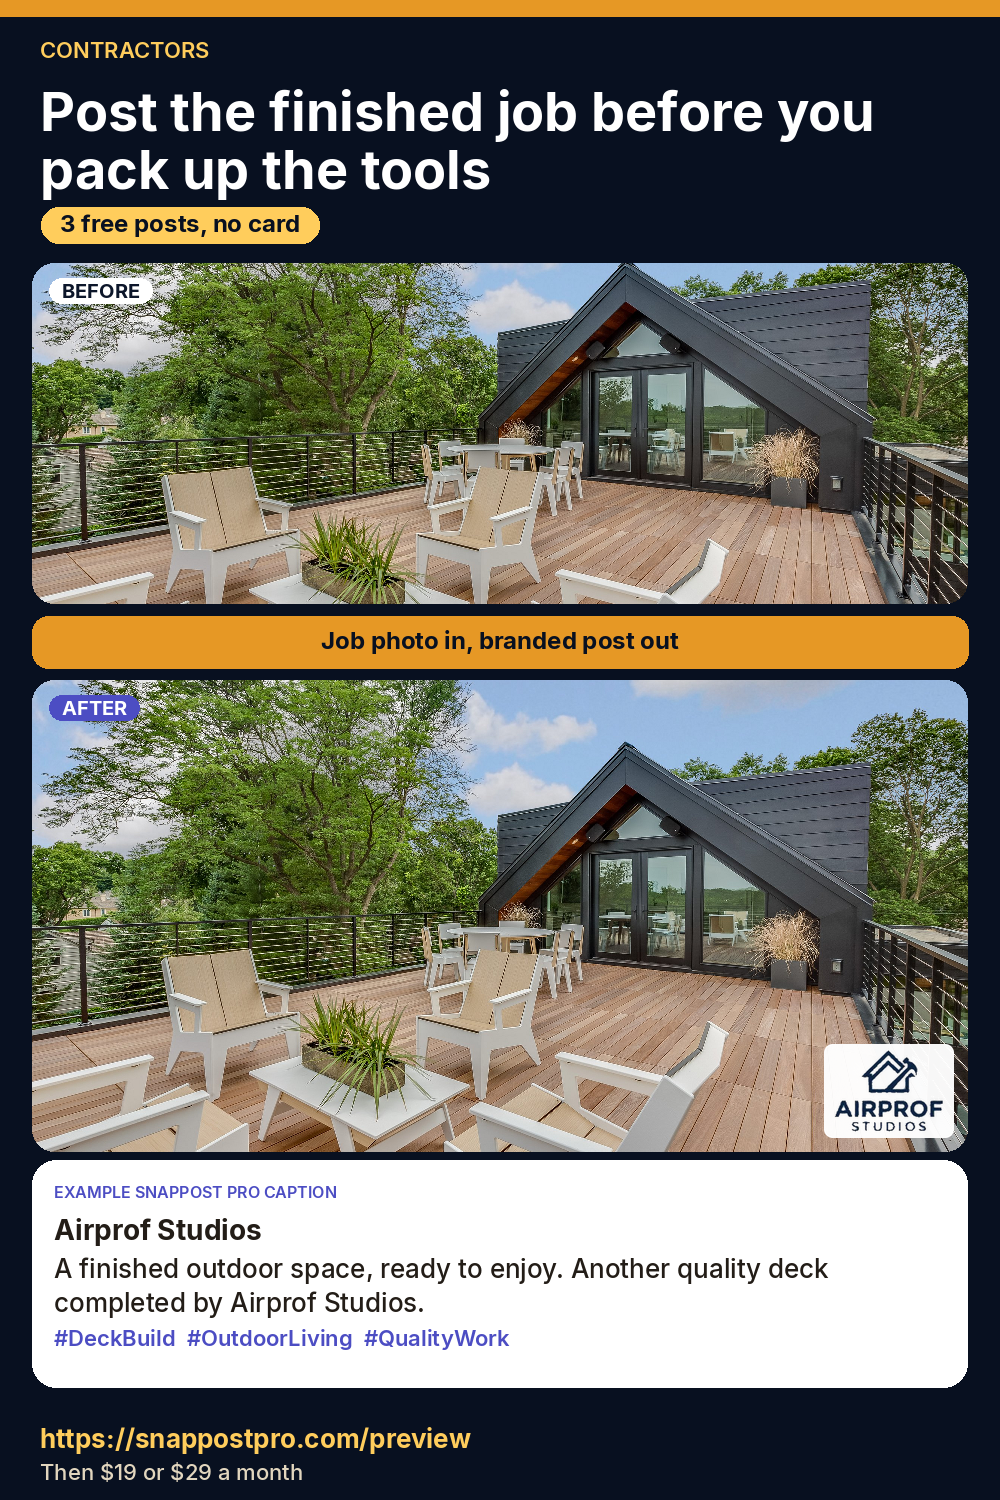 CONTRACTORS
Post the finished job before you
pack up the tools
3 free posts, no card
BEFORE
Job photo in, branded post out
AFTER
AIRPROF
STUDIOS
EXAMPLE SNAPPOST PRO CAPTION
Airprof Studios
A finished outdoor space, ready to enjoy. Another quality deck
completed by Airprof Studios.
#DeckBuild #OutdoorLiving #QualityWork
https://snappostpro.com/preview
Then $19 or $29 a month